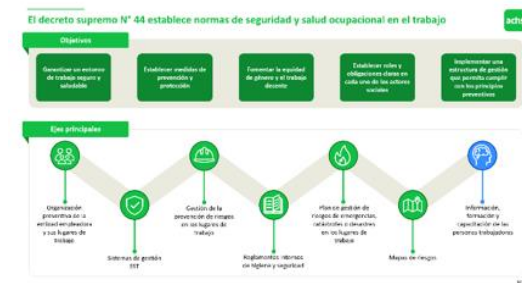 El decreto supremo N° 44 establece normas de seguridad y salud ocupacional en el trabajo
achs
Objetivos
Garantizar un entorno
de trabajo seguro y
saludable
Establecer medidas de
prevención y
protección
Fomentar la equidad
de género y el trabajo
decente
Establecer roles y
obligaciones claras en
cada uno de los actores
sociales
Implementar una
estructura de gestión
que permita cumplir
con los principios
preventivos
Ejes principales
Organización
preventiva de la
entidad empleadora
y sus lugares de
trabajo
Sistemas de gestión
SST
Gestión de la
prevención de riesgos
en los lugares de
trabajo
Reglamentos internos
de higiene y seguridad
Plan de gestión de
riesgos de emergencias,
catástrofes o desastres
en los lugares de
trabajo
Mapas de riesgos
Información,
formación y
capacitación de las
personas trabajadoras